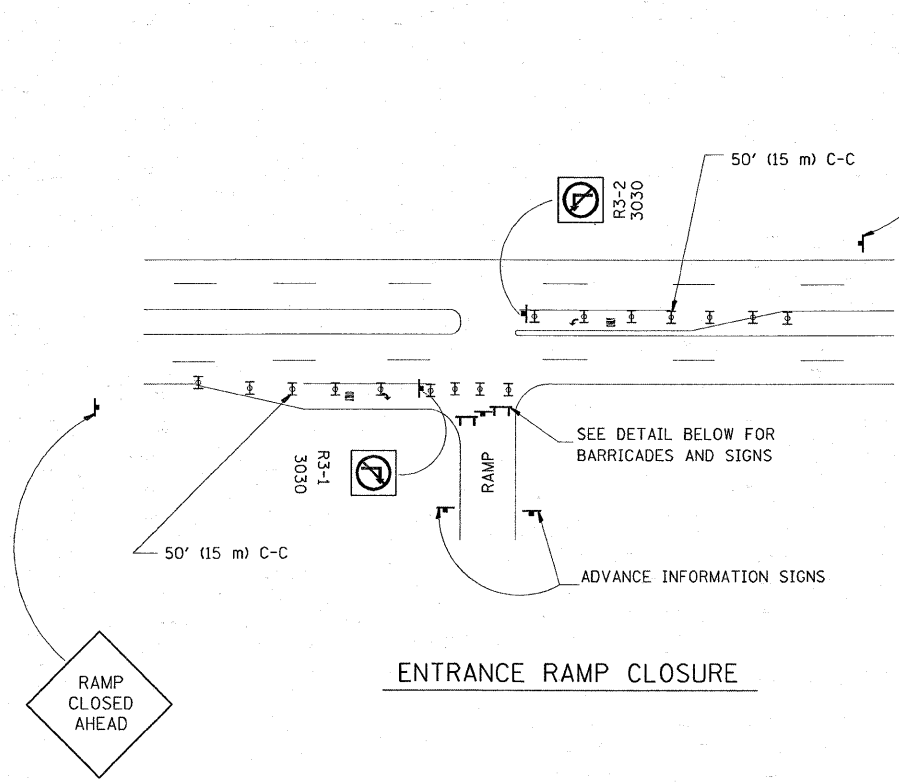 50' (15 m) C-C
R3-2
3030
SEE DETAIL BELOW FOR
BARRICADES AND SIGNS
R3-1
3030
RAMP
50' (15 m) C-C
ADVANCE INFORMATION SIGNS
ENTRANCE RAMP CLOSURE
RAMP
CLOSED
AHEAD